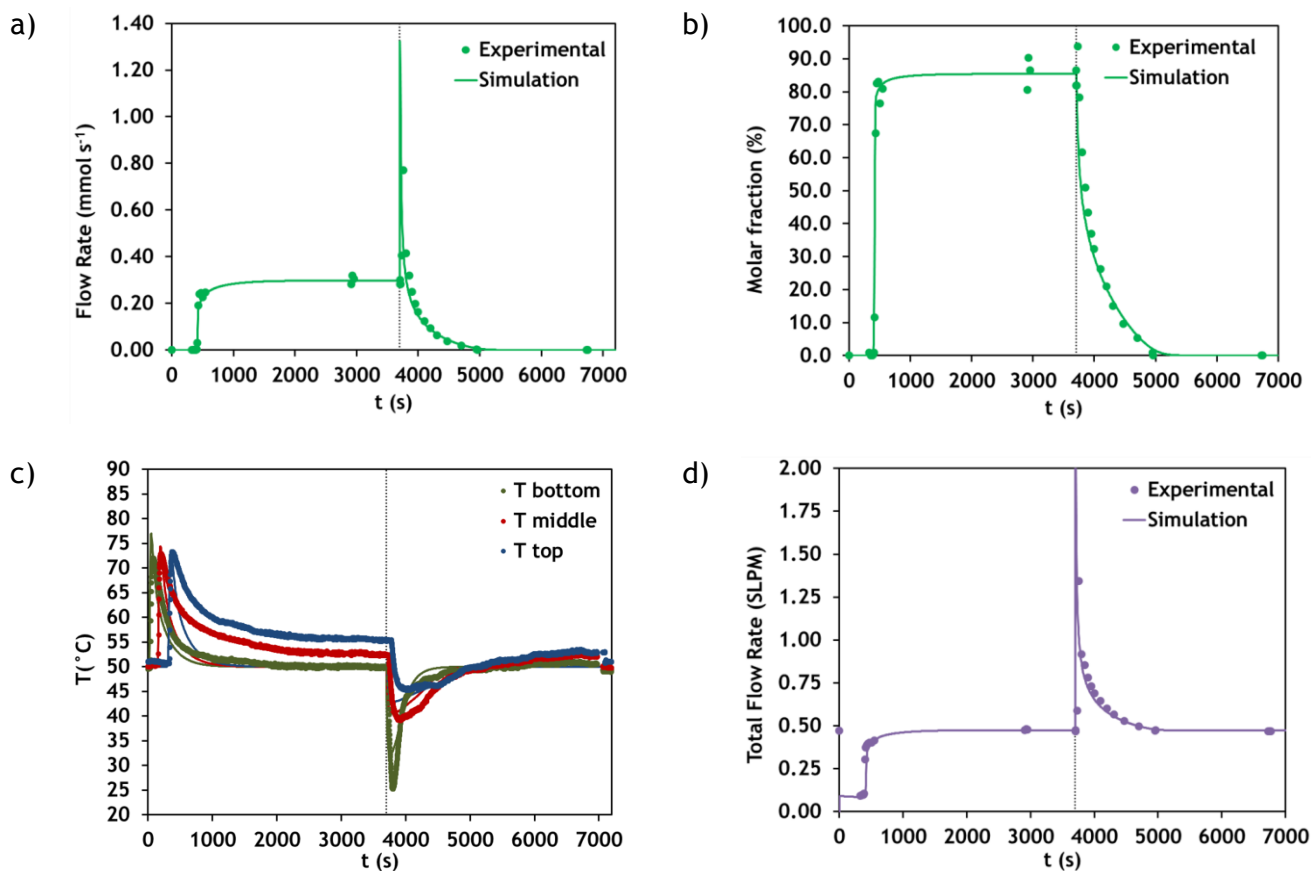 a)
1.40
1.20
1.00
0.80
0.60
0.40
0.20
0.00
Flow Rate (mmol s⁻¹)
Experimental
Simulation
0 1000 2000 3000 4000 5000 6000 7000
t (s)
b)
100.0
90.0
80.0
70.0
60.0
50.0
40.0
30.0
20.0
10.0
0.0
Molar fraction (%)
Experimental
Simulation
0 1000 2000 3000 4000 5000 6000 7000
t (s)
c)
90
85
80
75
70
65
60
55
50
45
40
35
30
25
20
T(°C)
T bottom
T middle
T top
0 1000 2000 3000 4000 5000 6000 7000
t (s)
d)
2.00
1.75
1.50
1.25
1.00
0.75
0.50
0.25
0.00
Total Flow Rate (SLPM)
Experimental
Simulation
0 1000 2000 3000 4000 5000 6000 7000
t (s)